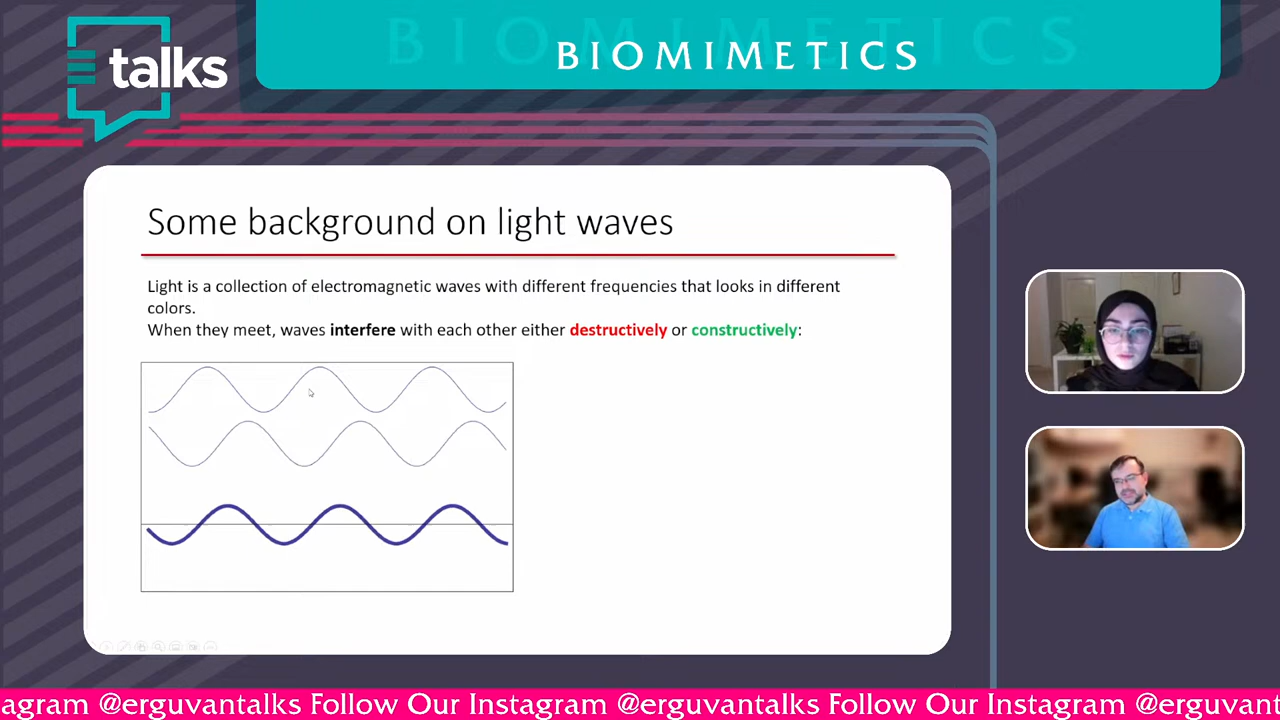 talks
BIOMIMETICS
BIOMIMETICS
Some background on light waves
Light is a collection of electromagnetic waves with different frequencies that looks in different
colors.
When they meet, waves interfere with each other either destructively or constructively:
agram @erguvantalks Follow Our Instagram @erguvantalks Follow Our Instagram @erguvant